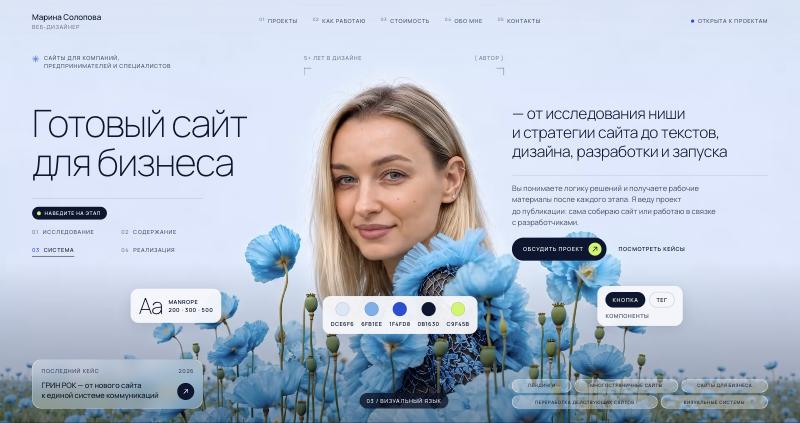 Марина Солопова
ВЕБ-ДИЗАЙНЕР
01 ПРОЕКТЫ
02 КАК РАБОТАЮ
03 СТОИМОСТЬ
04 ОБО МНЕ
05 КОНТАКТЫ
ОТКРЫТА К ПРОЕКТАМ
САЙТЫ ДЛЯ КОМПАНИЙ,
ПРЕДПРИНИМАТЕЛЕЙ И СПЕЦИАЛИСТОВ
5+ ЛЕТ В ДИЗАЙНЕ
( АВТОР )
Готовый сайт
для бизнеса
— от исследования ниши
и стратегии сайта до текстов,
дизайна, разработки и запуска
Вы понимаете логику решений и получаете рабочие
материалы после каждого этапа. Я веду проект
до публикации: сама собираю сайт или работаю в связке
с разработчиками.
НАВЕДИТЕ НА ЭТАП
01 ИССЛЕДОВАНИЕ
02 СОДЕРЖАНИЕ
03 СИСТЕМА
04 РЕАЛИЗАЦИЯ
ОБСУДИТЬ ПРОЕКТ
ПОСМОТРЕТЬ КЕЙСЫ
Aa
MANROPE
200 · 300 · 500
DCE6F6
6FB1EE
1F4FD8
0B1630
C9F45B
КНОПКА
ТЕГ
КОМПОНЕНТЫ
ПОСЛЕДНИЙ КЕЙС
2026
ГРИН РОК — от нового сайта
к единой системе коммуникаций
03 / ВИЗУАЛЬНЫЙ ЯЗЫК
ЛЕНДИНГИ
МНОГОСТРАНИЧНЫЕ САЙТЫ
САЙТЫ ДЛЯ БИЗНЕСА
ПЕРЕРАБОТКА ДЕЙСТВУЮЩИХ САЙТОВ
ВИЗУАЛЬНЫЕ СИСТЕМЫ